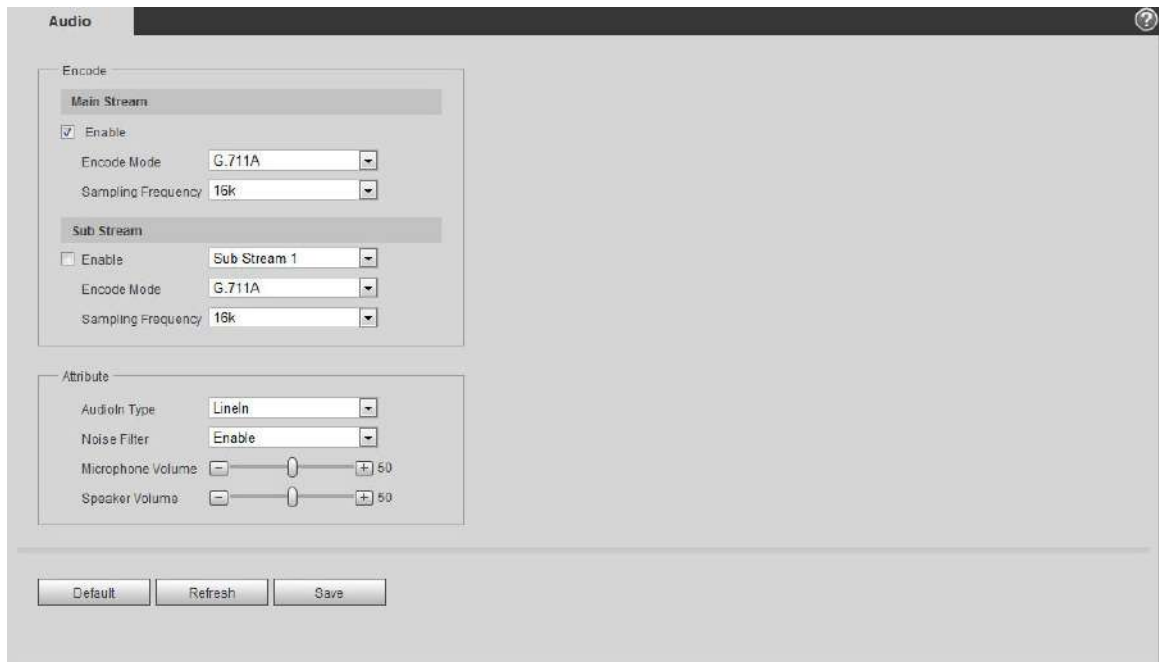 Audio
?
Encode
Main Stream
Enable
Encode Mode G.711A
Sampling Frequency 16k
Sub Stream
Enable Sub Stream 1
Encode Mode G.711A
Sampling Frequency 16k
Attribute
AudioIn Type LineIn
Noise Filter Enable
Microphone Volume − + 50
Speaker Volume − + 50
Default Refresh Save